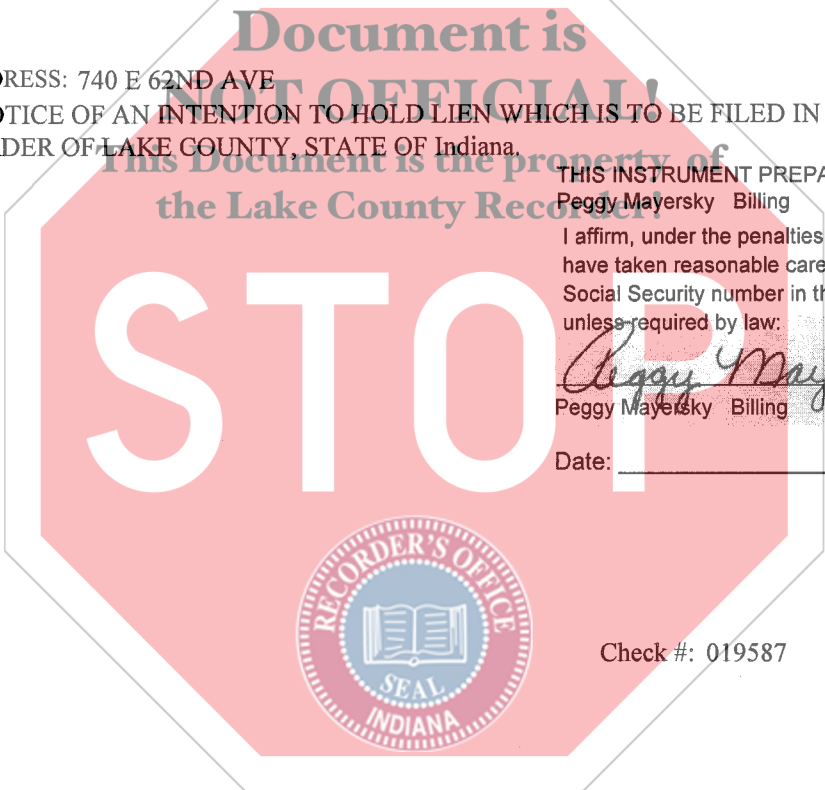 Document is
DRESS: 740 E 62ND AVE
NOT OFFICIAL!
OTICE OF AN INTENTION TO HOLD LIEN WHICH IS TO BE FILED IN
DER OF LAKE COUNTY, STATE OF Indiana.
This Document is the property of
the Lake County Recorder!
THIS INSTRUMENT PREPA
Peggy Mayersky Billing
I affirm, under the penalties
have taken reasonable care
Social Security number in th
unless required by law:
Peggy May
Peggy Mayersky Billing
Date:
STOP
RECORDER'S OFFICE
SEAL
INDIANA
Check #: 019587